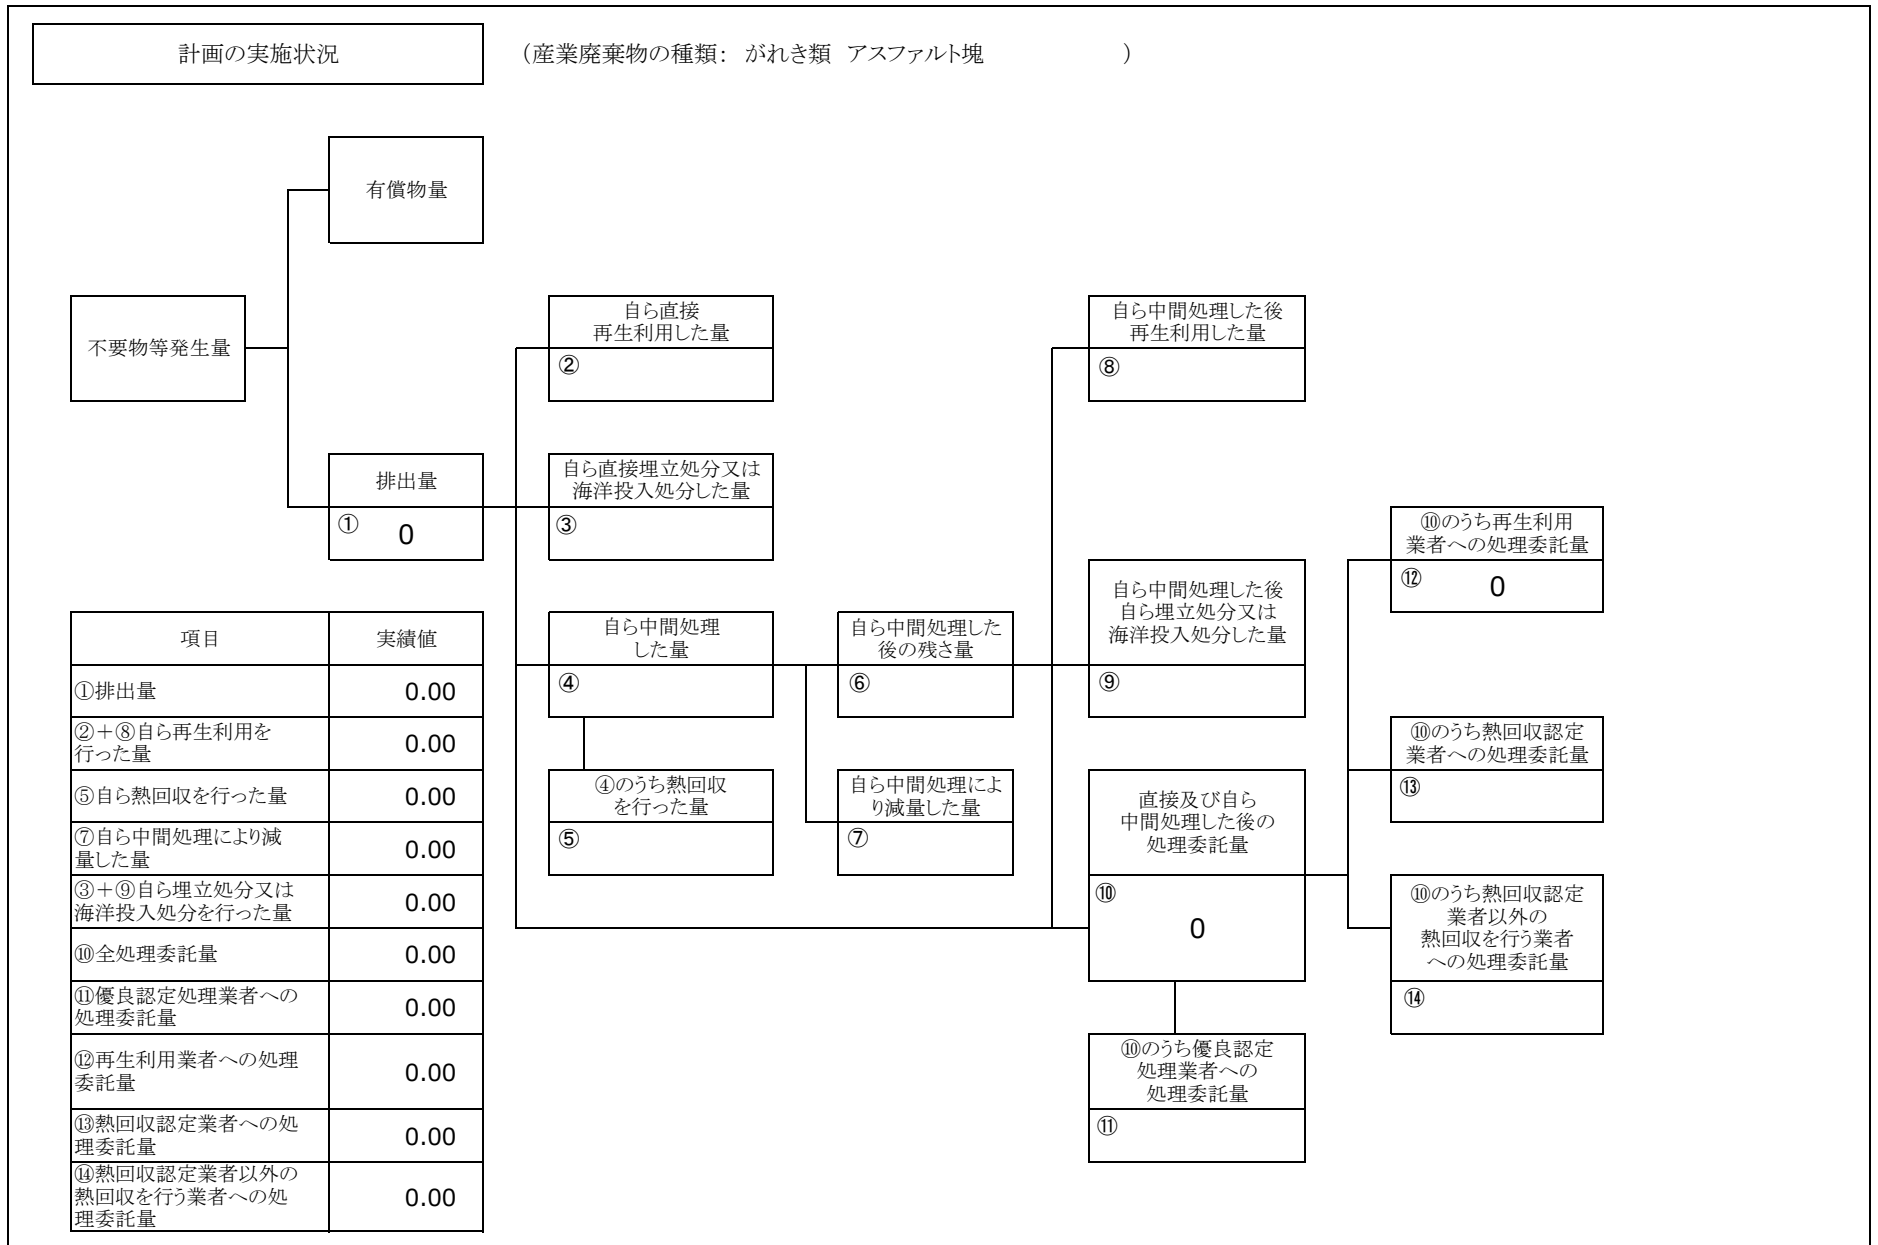 計画の実施状況
（産業廃棄物の種類： がれき類 アスファルト塊 ）
有償物量
不要物等発生量
排出量
① 0
自ら直接
再生利用した量
②
自ら直接埋立処分又は
海洋投入処分した量
③
自ら中間処理
した量
④
④のうち熱回収
を行った量
⑤
自ら中間処理した
後の残さ量
⑥
自ら中間処理によ
り減量した量
⑦
自ら中間処理した後
再生利用した量
⑧
自ら中間処理した後
自ら埋立処分又は
海洋投入処分した量
⑨
直接及び自ら
中間処理した後の
処理委託量
⑩
0
⑩のうち優良認定
処理業者への
処理委託量
⑪
⑩のうち再生利用
業者への処理委託量
⑫ 0
⑩のうち熱回収認定
業者への処理委託量
⑬
⑩のうち熱回収認定
業者以外の
熱回収を行う業者
への処理委託量
⑭
項目 実績値
①排出量 0.00
②＋⑧自ら再生利用を
行った量 0.00
⑤自ら熱回収を行った量 0.00
⑦自ら中間処理により減
量した量 0.00
③＋⑨自ら埋立処分又は
海洋投入処分を行った量 0.00
⑩全処理委託量 0.00
⑪優良認定処理業者への
処理委託量 0.00
⑫再生利用業者への処理
委託量 0.00
⑬熱回収認定業者への処
理委託量 0.00
⑭熱回収認定業者以外の
熱回収を行う業者への処
理委託量 0.00